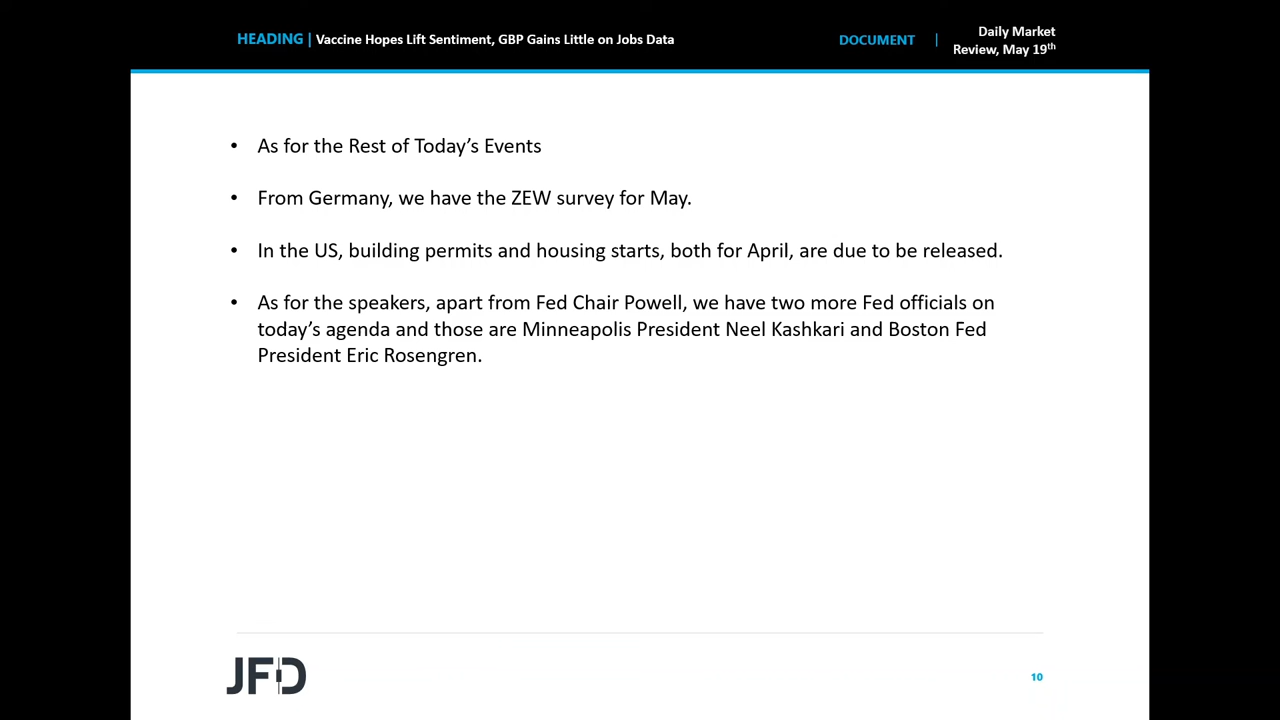 HEADING | Vaccine Hopes Lift Sentiment, GBP Gains Little on Jobs Data
DOCUMENT |
Daily Market
Review, May 19th
• As for the Rest of Today’s Events
• From Germany, we have the ZEW survey for May.
• In the US, building permits and housing starts, both for April, are due to be released.
• As for the speakers, apart from Fed Chair Powell, we have two more Fed officials on
today’s agenda and those are Minneapolis President Neel Kashkari and Boston Fed
President Eric Rosengren.
JFD
10